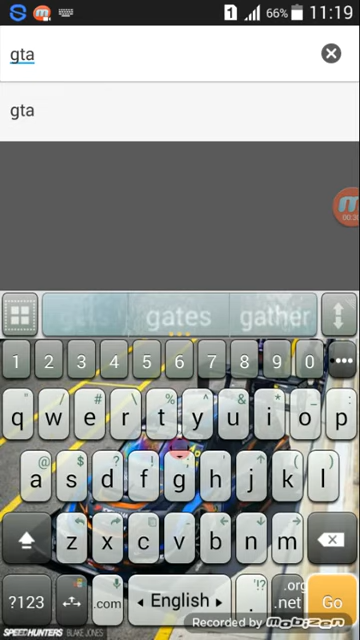 1 66% 11:19
gta
gta
gates gather
1 2 3 4 5 6 7 8 9 0 •••
q w e r t y u i o p
a s d f g h j k l
z x c v b n m
?123 .com English . '!? .org .net Go
SPEEDHUNTERS BLAKE JONES
Recorded by MOBIZEN